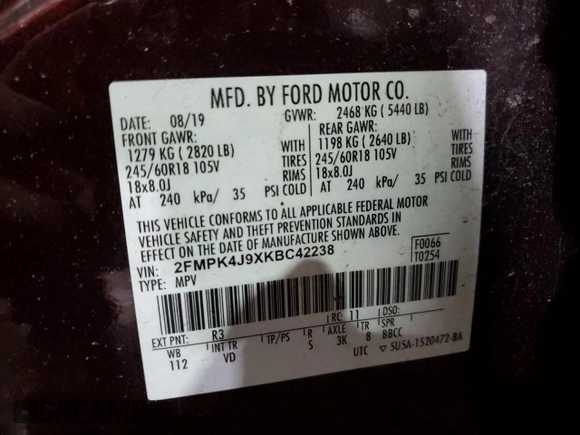 MFD. BY FORD MOTOR CO.
DATE: 08/19 GVWR: 2468 KG ( 5440 LB)
FRONT GAWR: REAR GAWR:
1279 KG ( 2820 LB) WITH 1198 KG ( 2640 LB) WITH
245/60R18 105V TIRES 245/60R18 105V TIRES
18x8.0J RIMS 18x8.0J RIMS
AT 240 kPa/ 35 PSI COLD AT 240 kPa/ 35 PSI COLD
THIS VEHICLE CONFORMS TO ALL APPLICABLE FEDERAL MOTOR
VEHICLE SAFETY AND THEFT PREVENTION STANDARDS IN
EFFECT ON THE DATE OF MANUFACTURE SHOWN ABOVE.
VIN: 2FMPK4J9XKBC42238 F0066
TYPE: MPV T0254
EXT PNT: R3 RC: 11 DSO:
WB INT TR TP/PS R AXLE TR SPR
112 VD S 3K B BBCC
UTC 5U5A-1520472-BA